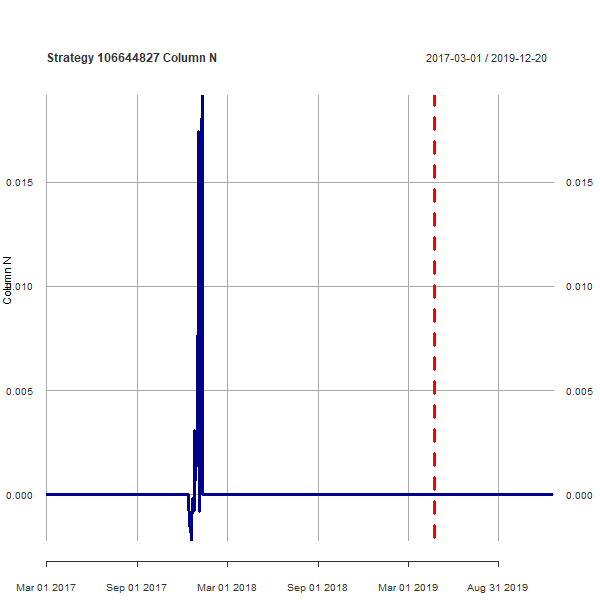 Strategy 106644827 Column N
2017-03-01 / 2019-12-20
Column N
0.015
0.010
0.005
0.000
0.015
0.010
0.005
0.000
Mar 01 2017
Sep 01 2017
Mar 01 2018
Sep 01 2018
Mar 01 2019
Aug 31 2019